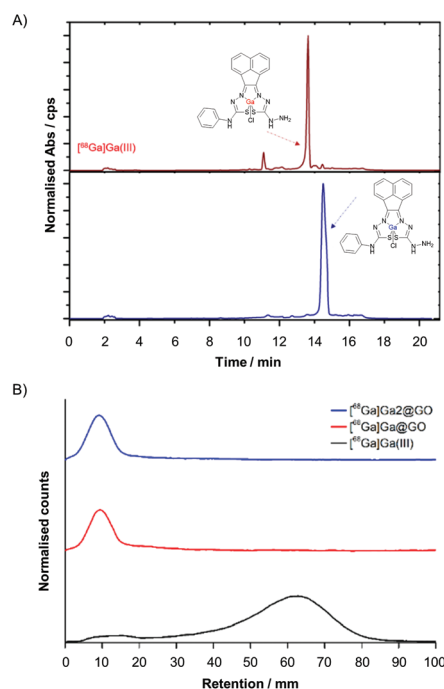 A)
Normalised Abs / cps
[⁶⁸Ga]Ga(III)
N N
Ga
N N
N-NH₂
N
H
S S
Cl
H
N N
Ga
N N
N-NH₂
N
H
S S
Cl
H
0 2 4 6 8 10 12 14 16 18 20 22
Time / min
B)
Normalised counts
[⁶⁸Ga]Ga2@GO
[⁶⁸Ga]Ga@GO
[⁶⁸Ga]Ga(III)
0 10 20 30 40 50 60 70 80 90 100
Retention / mm